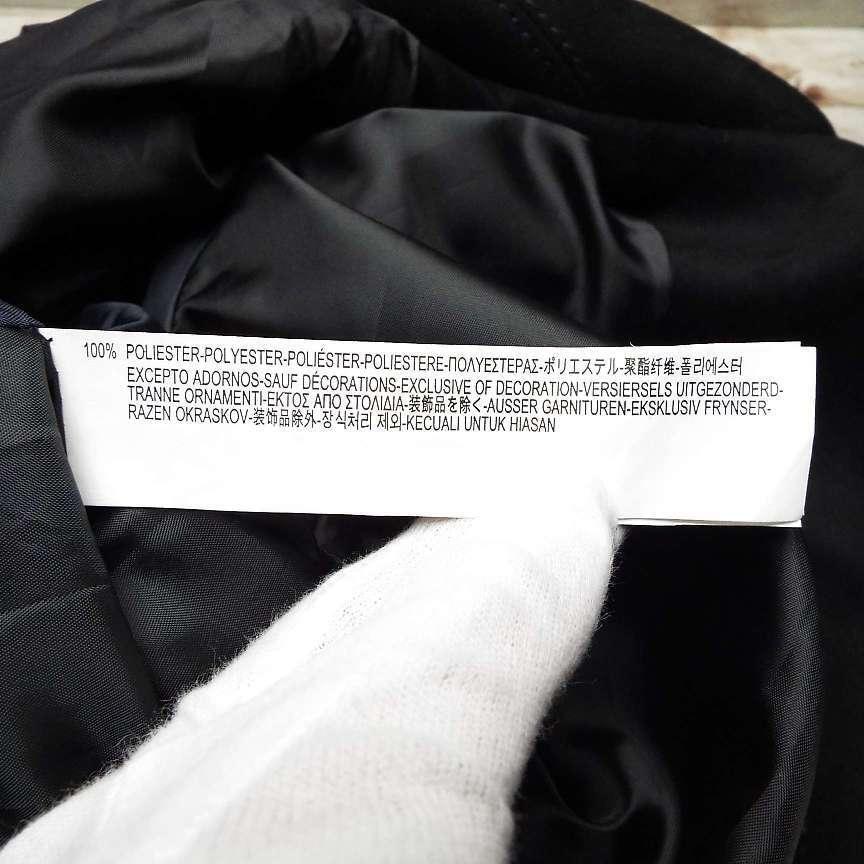 100% POLIESTER-POLYESTER-POLIÉSTER-POLIESTERE-ΠΟΛΥΕΣΤΕΡΑΣ-ポリエステル-聚酯纤维-폴리에스터
EXCEPTO ADORNOS-SAUF DÉCORATIONS-EXCLUSIVE OF DECORATION-VERSIERSELS UITGEZONDERD-
TRANNE ORNAMENTI-ΕΚΤΟΣ ΑΠΟ ΣΤΟΛΙΔΙΑ-装飾品を除く-AUSSER GARNITUREN-EKSKLUSIV FRYNSER-
RAZEN OKRASKOV-装饰品除外-장식처리 제외-KECUALI UNTUK HIASAN